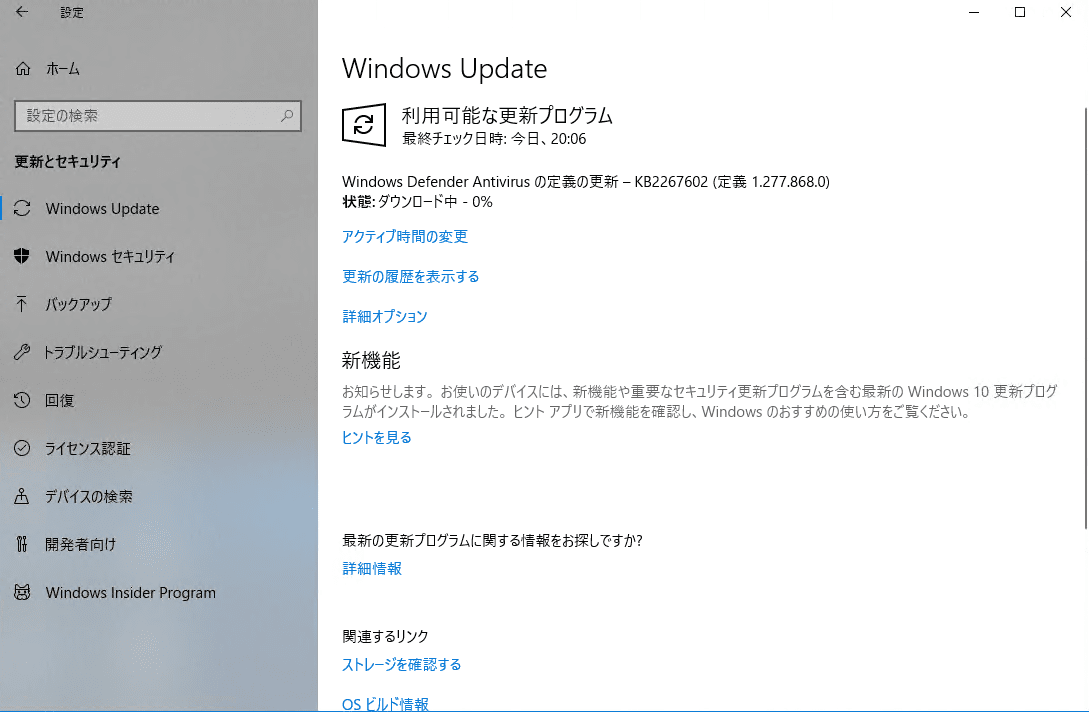 設定
ホーム
設定の検索
更新とセキュリティ
Windows Update
Windows セキュリティ
バックアップ
トラブルシューティング
回復
ライセンス認証
デバイスの検索
開発者向け
Windows Insider Program
Windows Update
利用可能な更新プログラム
最終チェック日時: 今日、20:06
Windows Defender Antivirus の定義の更新 – KB2267602 (定義 1.277.868.0)
状態: ダウンロード中 - 0%
アクティブ時間の変更
更新の履歴を表示する
詳細オプション
新機能
お知らせします。お使いのデバイスには、新機能や重要なセキュリティ更新プログラムを含む最新の Windows 10 更新プログ
ラムがインストールされました。ヒント アプリで新機能を確認し、Windows のおすすめの使い方をご覧ください。
ヒントを見る
最新の更新プログラムに関する情報をお探しですか?
詳細情報
関連するリンク
ストレージを確認する
OS ビルド情報